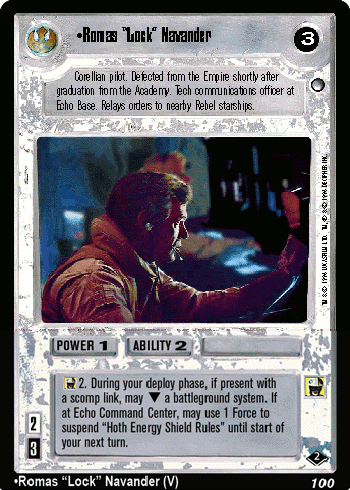 •Romas "Lock" Navander
3
Corellian pilot. Defected from the Empire shortly after
graduation from the Academy. Tech communications officer at
Echo Base. Relays orders to nearby Rebel starships.
POWER 1
ABILITY 2
2. During your deploy phase, if present with
a scomp link, may ▼ a battleground system. If
at Echo Command Center, may use 1 Force to
suspend “Hoth Energy Shield Rules” until start
of your next turn.
2
3
2
•Romas “Lock” Navander (V)
100